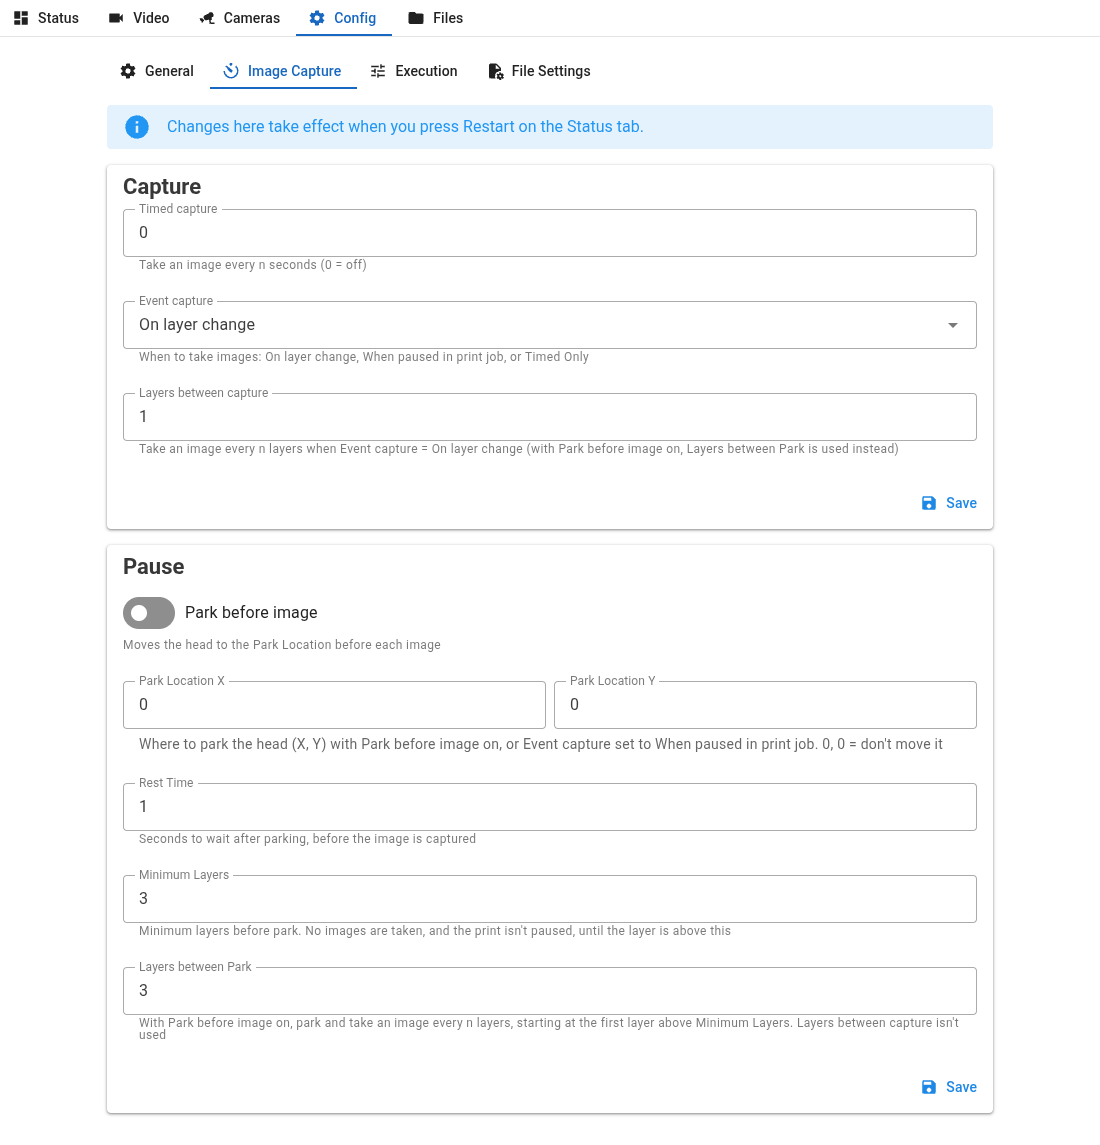 Status Video Cameras Config Files
General Image Capture Execution File Settings
Changes here take effect when you press Restart on the Status tab.
Capture
Timed capture
0
Take an image every n seconds (0 = off)
Event capture
On layer change
When to take images: On layer change, When paused in print job, or Timed Only
Layers between capture
1
Take an image every n layers when Event capture = On layer change (with Park before image on, Layers between Park is used instead)
Save
Pause
Park before image
Moves the head to the Park Location before each image
Park Location X Park Location Y
0 0
Where to park the head (X, Y) with Park before image on, or Event capture set to When paused in print job. 0, 0 = don't move it
Rest Time
1
Seconds to wait after parking, before the image is captured
Minimum Layers
3
Minimum layers before park. No images are taken, and the print isn't paused, until the layer is above this
Layers between Park
3
With Park before image on, park and take an image every n layers, starting at the first layer above Minimum Layers. Layers between capture isn't
used
Save